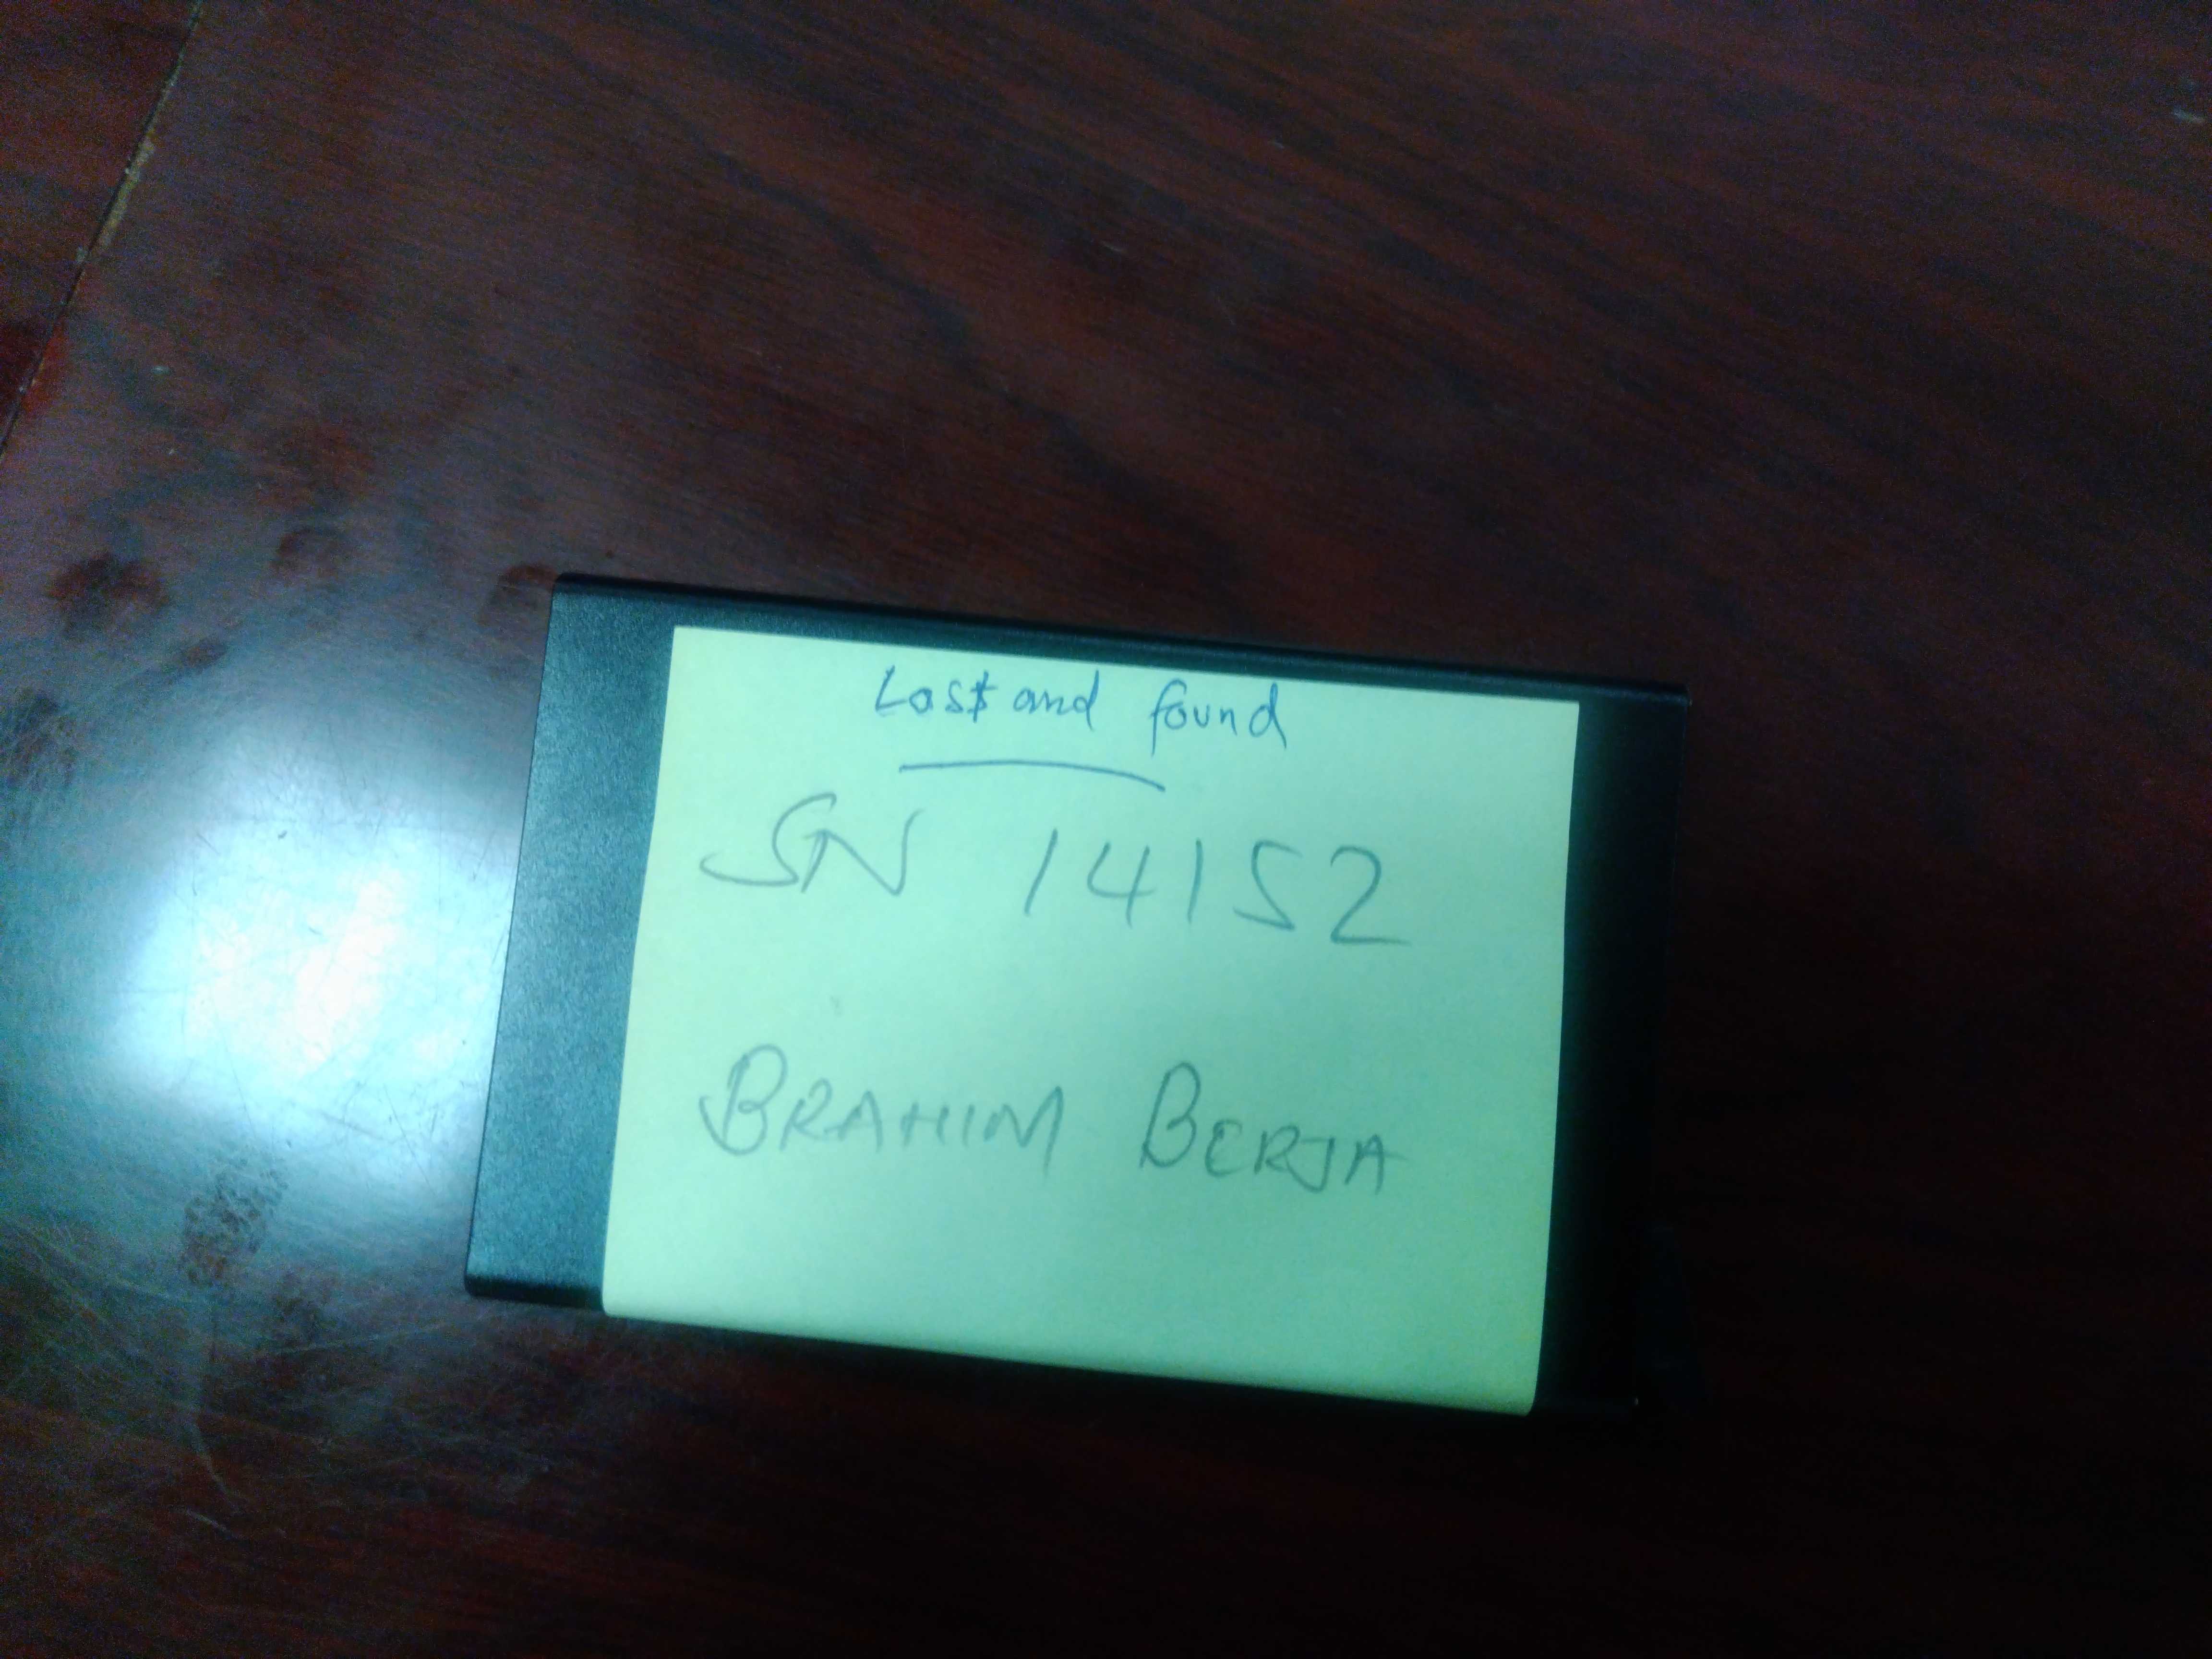 Lost and found
SN 14152
BRAHIM BERJA